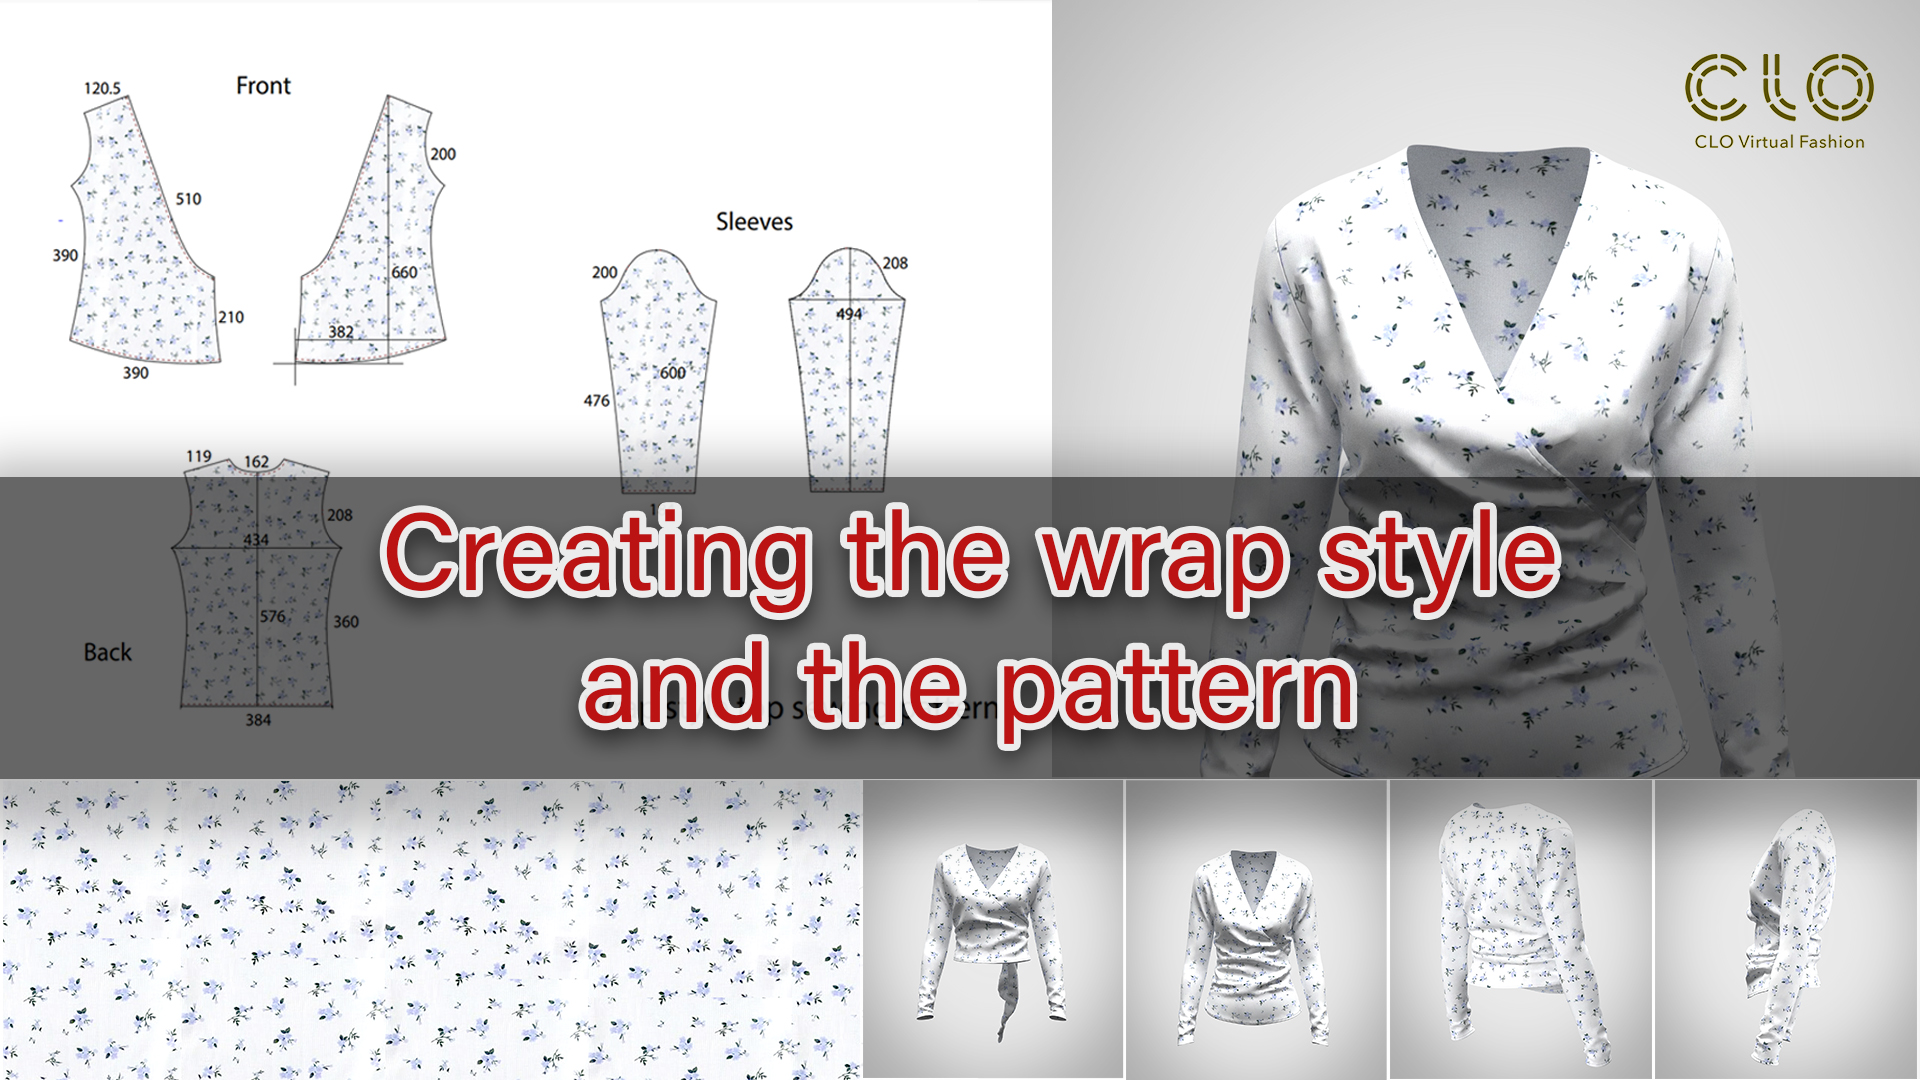 Front
120.5
200
510
390
660
210
382
390
Sleeves
200
208
494
600
476
119
162
208
434
576
360
Back
384
CLO
CLO Virtual Fashion
Creating the wrap style
and the pattern